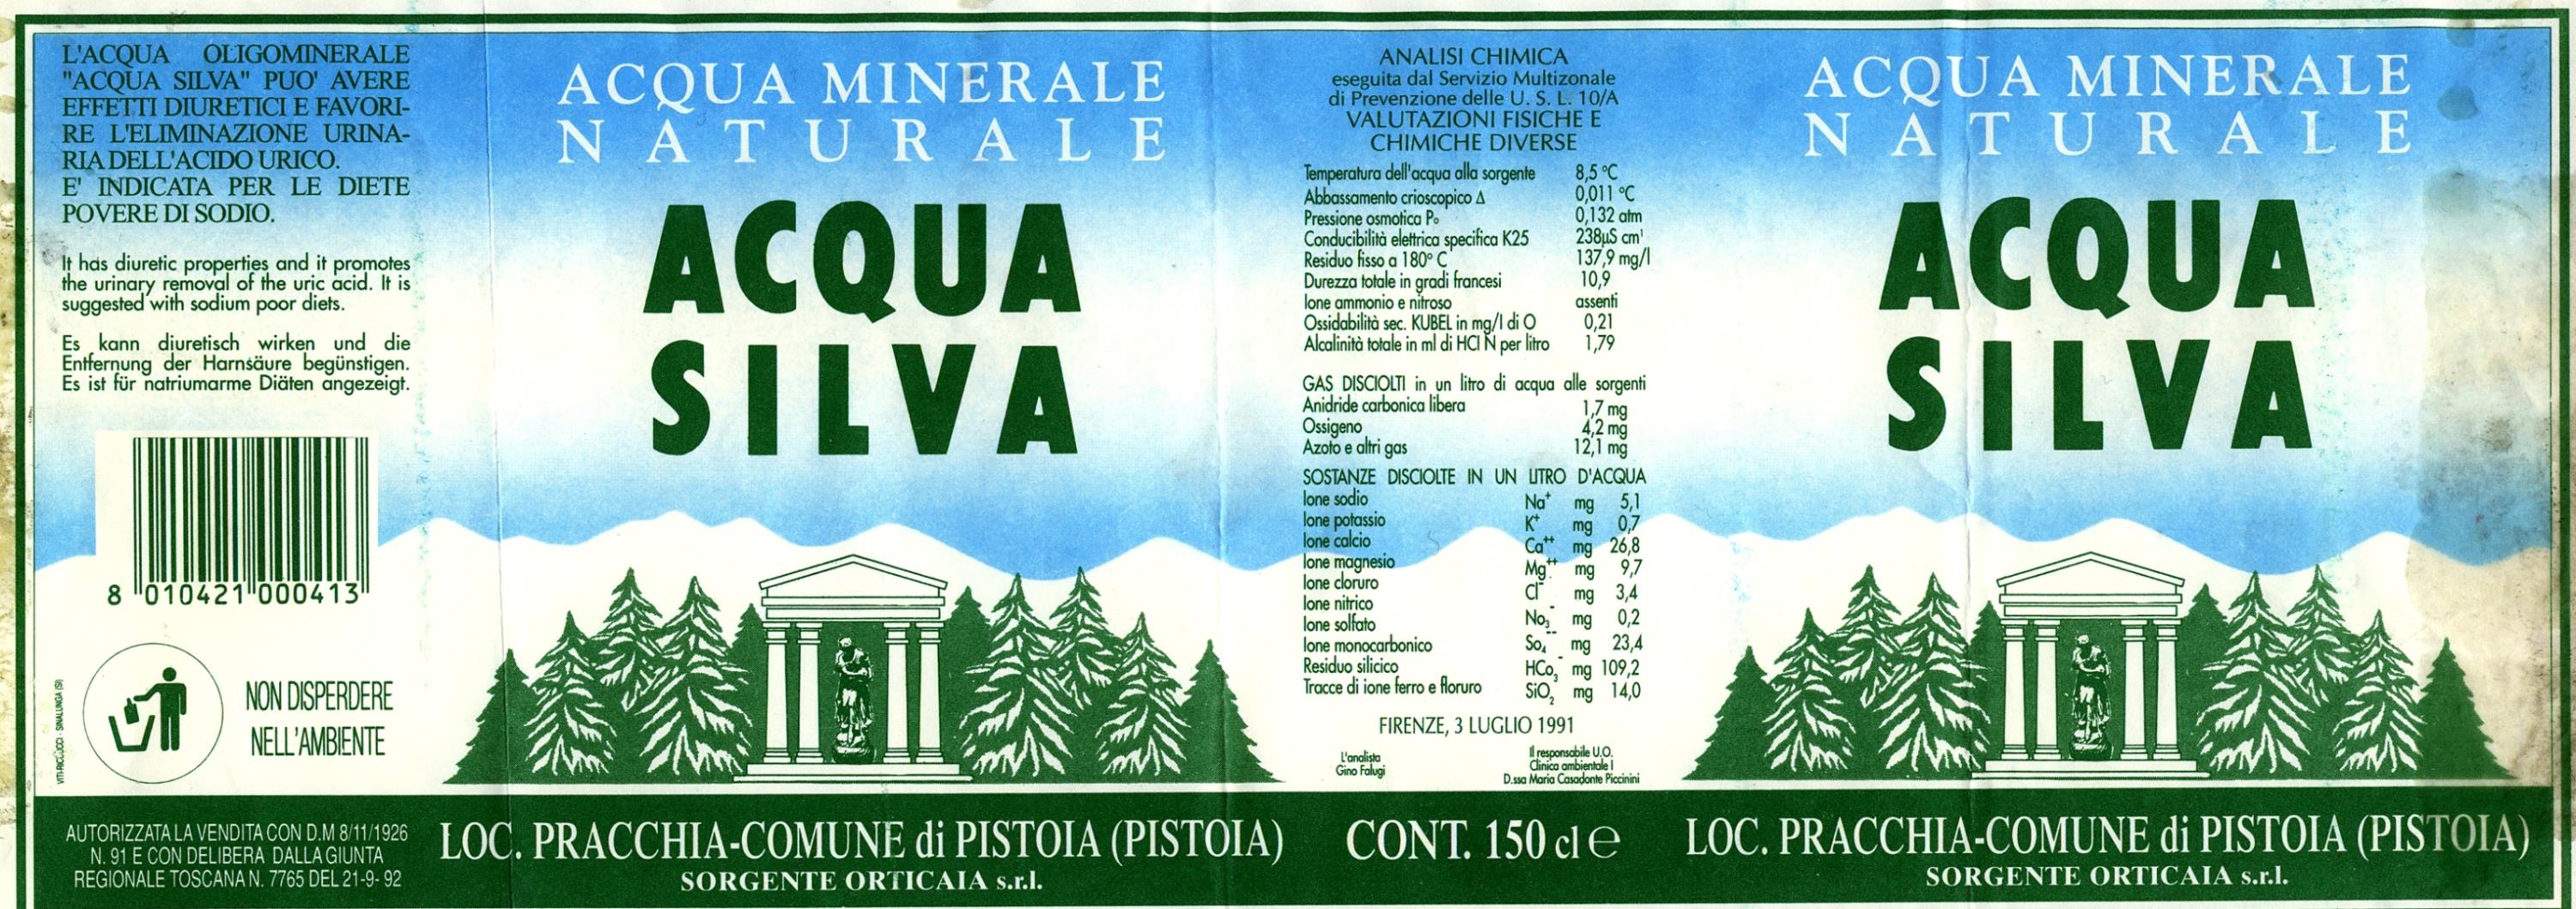 L'ACQUA OLIGOMINERALE
"ACQUA SILVA" PUO' AVERE
EFFETTI DIURETICI E FAVORI-
RE L'ELIMINAZIONE URINA-
RIA DELL'ACIDO URICO.
E' INDICATA PER LE DIETE
POVERE DI SODIO.
It has diuretic properties and it promotes
the urinary removal of the uric acid. It is
suggested with sodium poor diets.
Es kann diuretisch wirken und die
Entfernung der Harnsäure begünstigen.
Es ist für natriumarme Diäten angezeigt.
8 010421 000413
VITI-RICCUCCI - SINALUNGA (SI)
NON DISPERDERE
NELL'AMBIENTE
AUTORIZZATA LA VENDITA CON D.M 8/11/1926
N. 91 E CON DELIBERA DALLA GIUNTA
REGIONALE TOSCANA N. 7765 DEL 21-9- 92
ACQUA MINERALE
NATURALE
ACQUA
SILVA
LOC. PRACCHIA-COMUNE di PISTOIA (PISTOIA)
SORGENTE ORTICAIA s.r.l.
ANALISI CHIMICA
eseguita dal Servizio Multizonale
di Prevenzione delle U. S. L. 10/A
VALUTAZIONI FISICHE E
CHIMICHE DIVERSE
Temperatura dell'acqua alla sorgente 8,5 °C
Abbassamento crioscopico Δ 0,011 °C
Pressione osmotica Po 0,132 atm
Conducibilità elettrica specifica K25 238µS cm¹
Residuo fisso a 180° C 137,9 mg/l
Durezza totale in gradi francesi 10,9
Ione ammonio e nitroso assenti
Ossidabilità sec. KUBEL in mg/l di O 0,21
Alcalinità totale in ml di HCl N per litro 1,79
GAS DISCIOLTI in un litro di acqua alle sorgenti
Anidride carbonica libera 1,7 mg
Ossigeno 4,2 mg
Azoto e altri gas 12,1 mg
SOSTANZE DISCIOLTE IN UN LITRO D'ACQUA
Ione sodio Na⁺ mg 5,1
Ione potassio K⁺ mg 0,7
Ione calcio Ca⁺⁺ mg 26,8
Ione magnesio Mg⁺⁺ mg 9,7
Ione cloruro Cl⁻ mg 3,4
Ione nitrico No₃⁻ mg 0,2
Ione solfato So₄⁻⁻ mg 23,4
Ione monocarbonico HCo₃⁻ mg 109,2
Residuo silicico SiO₂ mg 14,0
Tracce di ione ferro e floruro
FIRENZE, 3 LUGLIO 1991
L'analista
Gino Falugi
Il responsabile U.O.
Clinica ambientale I
D.ssa Maria Casadonte Piccinini
CONT. 150 cl ℮
ACQUA MINERALE
NATURALE
ACQUA
SILVA
LOC. PRACCHIA-COMUNE di PISTOIA (PISTOIA)
SORGENTE ORTICAIA s.r.l.